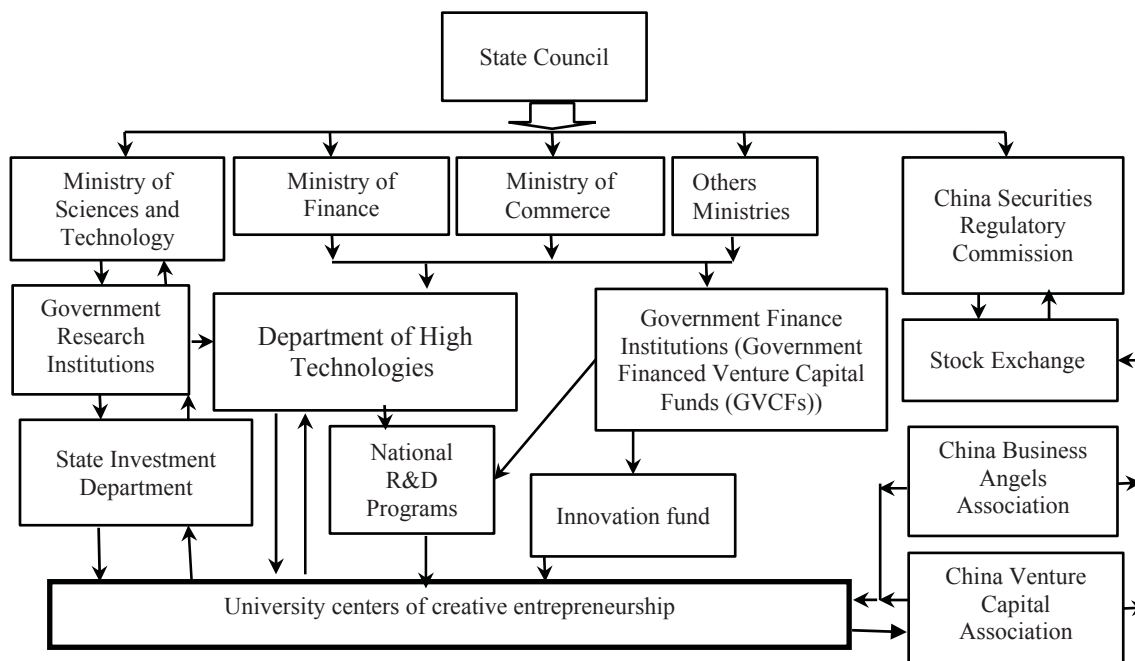 State Council
Ministry of
Sciences and
Technology
Ministry of
Finance
Ministry of
Commerce
Others
Ministries
China Securities
Regulatory
Commission
Government
Research
Institutions
Department of High
Technologies
Government Finance
Institutions (Government
Financed Venture Capital
Funds (GVCFs))
Stock Exchange
State Investment
Department
National
R&D
Programs
Innovation fund
China Business
Angels
Association
University centers of creative entrepreneurship
China Venture
Capital
Association